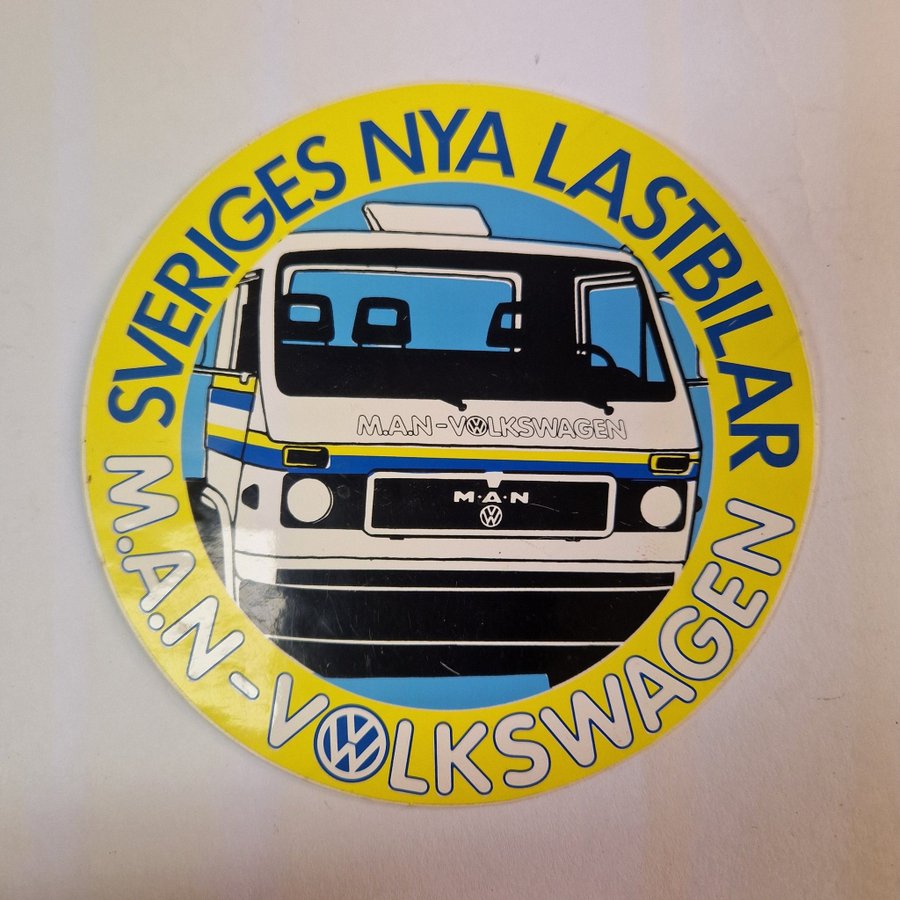 SVERIGES NYA LASTBILAR
M.A.N-VOLKSWAGEN
M·A·N
M.A.N-VOLKSWAGEN